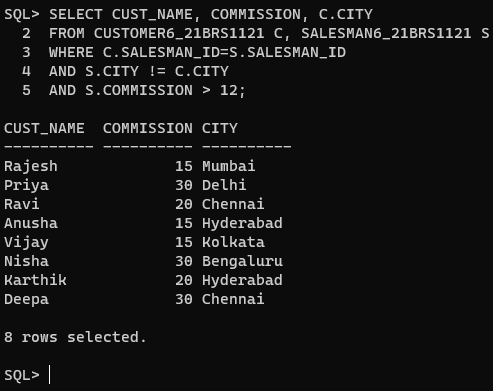 SQL> SELECT CUST_NAME, COMMISSION, C.CITY
  2  FROM CUSTOMER6_21BRS1121 C, SALESMAN6_21BRS1121 S
  3  WHERE C.SALESMAN_ID=S.SALESMAN_ID
  4  AND S.CITY != C.CITY
  5  AND S.COMMISSION > 12;

CUST_NAME  COMMISSION CITY
---------- ---------- ----------
Rajesh             15 Mumbai
Priya              30 Delhi
Ravi               20 Chennai
Anusha             15 Hyderabad
Vijay              15 Kolkata
Nisha              30 Bengaluru
Karthik            20 Hyderabad
Deepa              30 Chennai

8 rows selected.

SQL>